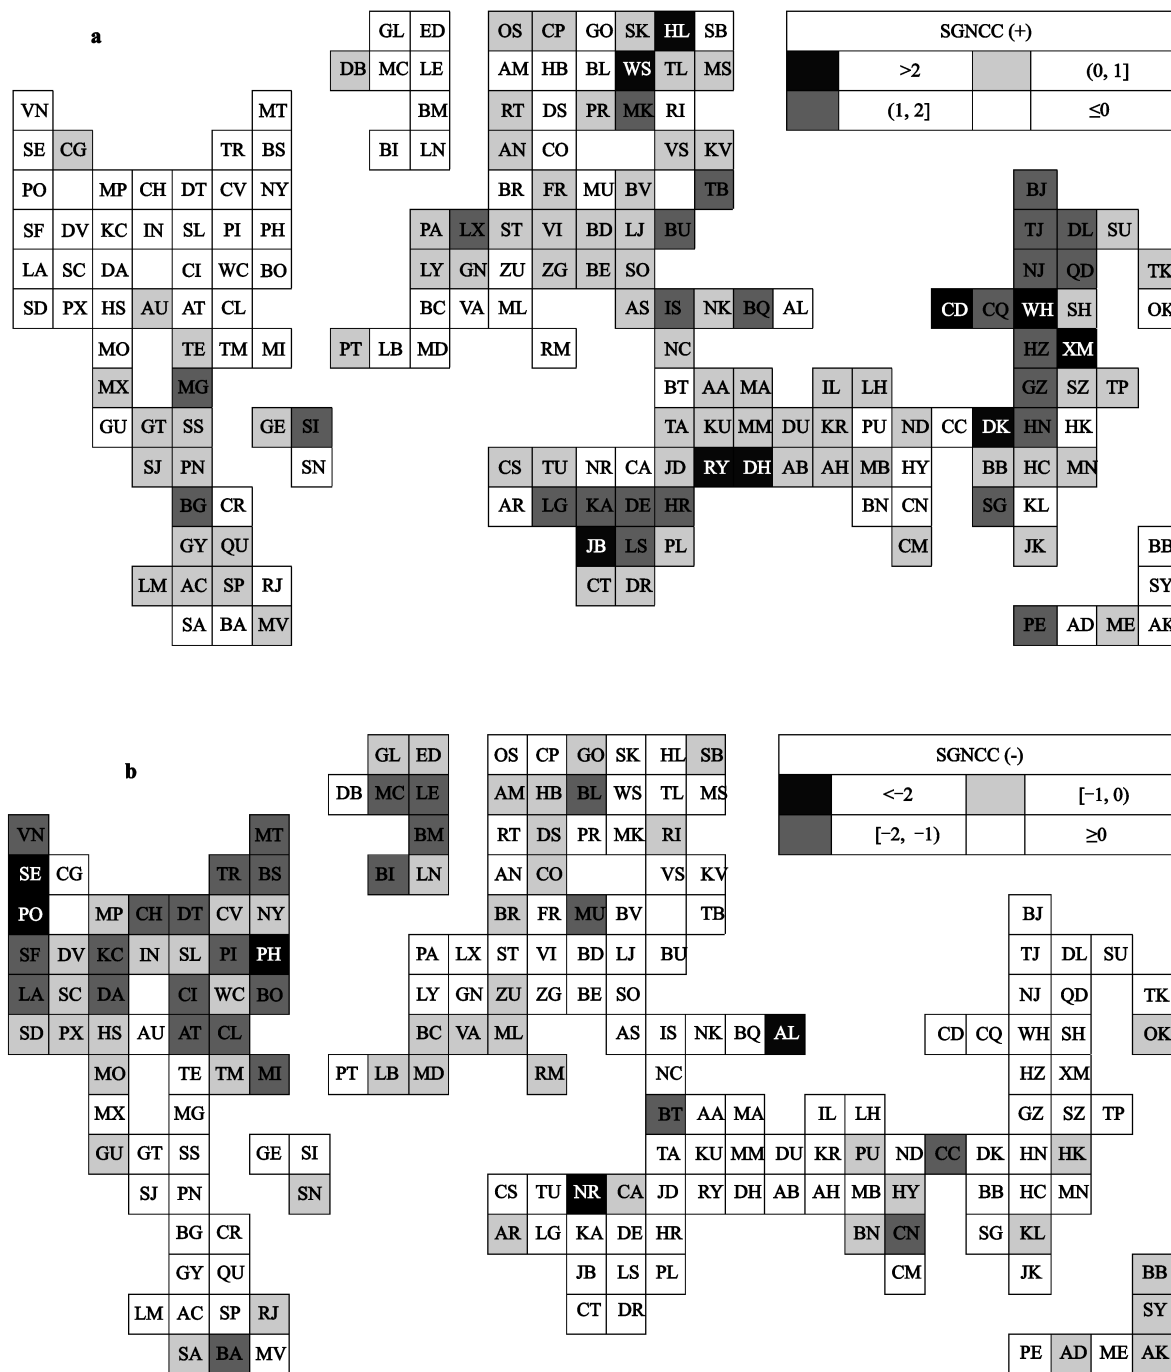 a GL ED OS CP GO SK HL SB SGNCC (+)
DB MC LE AM HB BL WS TL MS >2 (0, 1]
VN MT BM RT DS PR MK RI (1, 2] ≤0
SE CG TR BS BI LN AN CO VS KV
PO MP CH DT CV NY BR FR MU BV TB BJ
SF DV KC IN SL PI PH PA LX ST VI BD LJ BU TJ DL SU
LA SC DA CI WC BO LY GN ZU ZG BE SO NJ QD TK
SD PX HS AU AT CL BC VA ML AS IS NK BQ AL CD CQ WH SH OK
MO TE TM MI PT LB MD RM NC HZ XM
MX MG BT AA MA IL LH GZ SZ TP
GU GT SS GE SI TA KU MM DU KR PU ND CC DK HN HK
SJ PN SN CS TU NR CA JD RY DH AB AH MB HY BB HC MN
BG CR AR LG KA DE HR BN CN SG KL
GY QU JB LS PL CM JK BB
LM AC SP RJ CT DR SY
SA BA MV PE AD ME AK
b GL ED OS CP GO SK HL SB SGNCC (-)
DB MC LE AM HB BL WS TL MS <−2 [−1, 0)
VN MT BM RT DS PR MK RI [−2, −1) ≥0
SE CG TR BS BI LN AN CO VS KV
PO MP CH DT CV NY BR FR MU BV TB BJ
SF DV KC IN SL PI PH PA LX ST VI BD LJ BU TJ DL SU
LA SC DA CI WC BO LY GN ZU ZG BE SO NJ QD TK
SD PX HS AU AT CL BC VA ML AS IS NK BQ AL CD CQ WH SH OK
MO TE TM MI PT LB MD RM NC HZ XM
MX MG BT AA MA IL LH GZ SZ TP
GU GT SS GE SI TA KU MM DU KR PU ND CC DK HN HK
SJ PN SN CS TU NR CA JD RY DH AB AH MB HY BB HC MN
BG CR AR LG KA DE HR BN CN SG KL
GY QU JB LS PL CM JK BB
LM AC SP RJ CT DR SY
SA BA MV PE AD ME AK